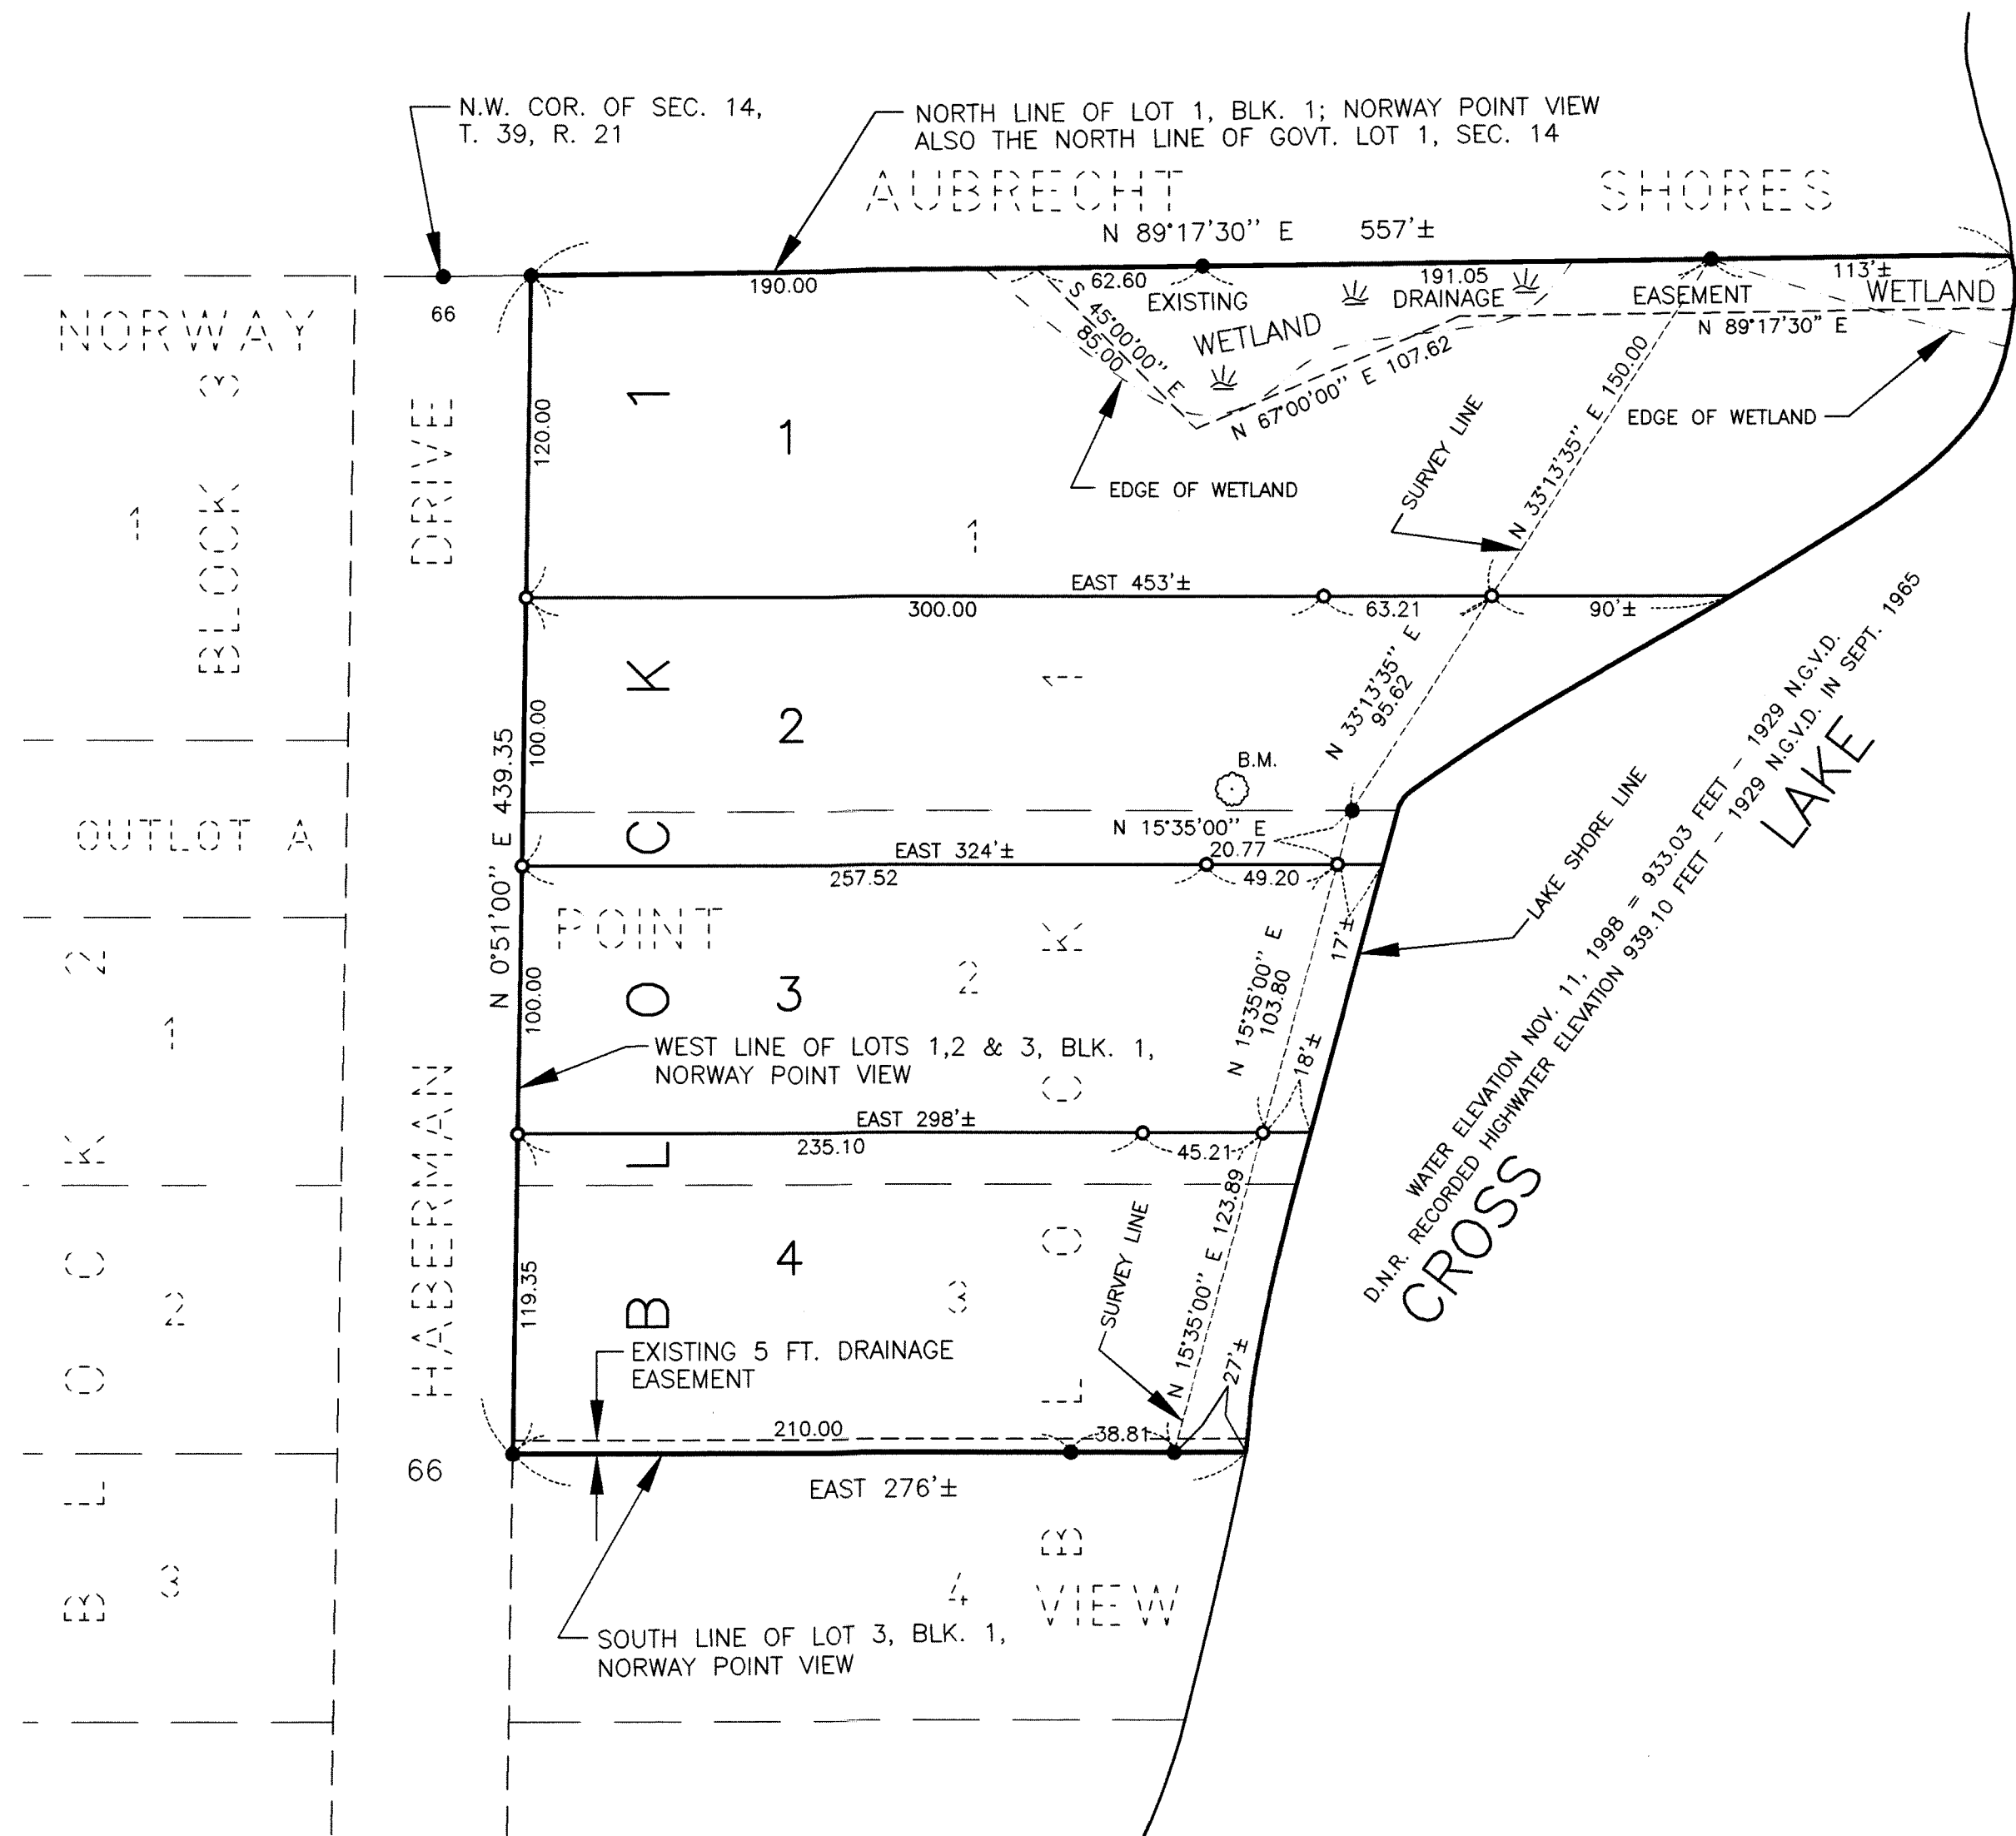 N.W. COR. OF SEC. 14,
T. 39, R. 21
NORTH LINE OF LOT 1, BLK. 1; NORWAY POINT VIEW
ALSO THE NORTH LINE OF GOVT. LOT 1, SEC. 14
AUBRECHT SHORES
N 89°17'30" E 557'±
66
190.00
62.60
191.05
113'±
EXISTING DRAINAGE EASEMENT
WETLAND
WETLAND
N 89°17'30" E
S 45°00'00" E
85.00
N 67°00'00" E 107.62
N 33°13'35" E 150.00
SURVEY LINE
EDGE OF WETLAND
EDGE OF WETLAND
NORWAY
BLOCK 3
1
DRIVE
120.00
1
1
1
EAST 453'±
300.00
63.21
90'±
N 33°13'35" E
95.62
100.00
2
1
B.M.
N 15°35'00" E
20.77
EAST 324'±
257.52
49.20
17'±
OUTLOT A
N 0°51'00" E 439.35
POINT
100.00
3
2
N 15°35'00" E
103.80
18'±
LAKE SHORE LINE
WATER ELEVATION NOV. 11, 1998 = 933.03 FEET – 1929 N.G.V.D.
D.N.R. RECORDED HIGHWATER ELEVATION 939.10 FEET – 1929 N.G.V.D. IN SEPT. 1965
CROSS LAKE
WEST LINE OF LOTS 1,2 & 3, BLK. 1,
NORWAY POINT VIEW
EAST 298'±
235.10
45.21
BLOCK
BLOCK
BLOCK 2
1
2
3
HABERMAN
119.35
4
3
N 15°35'00" E 123.89
SURVEY LINE
27'±
EXISTING 5 FT. DRAINAGE
EASEMENT
210.00
38.81
66
EAST 276'±
4
VIEW
SOUTH LINE OF LOT 3, BLK. 1,
NORWAY POINT VIEW